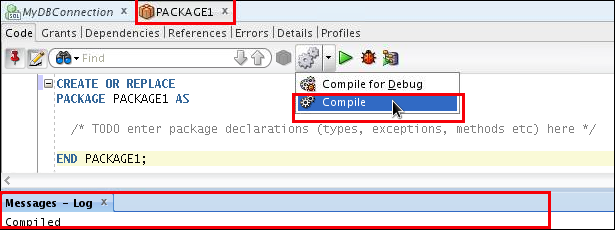 MyDBConnection × PACKAGE1 ×
Code Grants Dependencies References Errors Details Profiles
Find
Compile for Debug
Compile
CREATE OR REPLACE
PACKAGE PACKAGE1 AS
/* TODO enter package declarations (types, exceptions, methods etc) here */
END PACKAGE1;
Messages - Log ×
Compiled